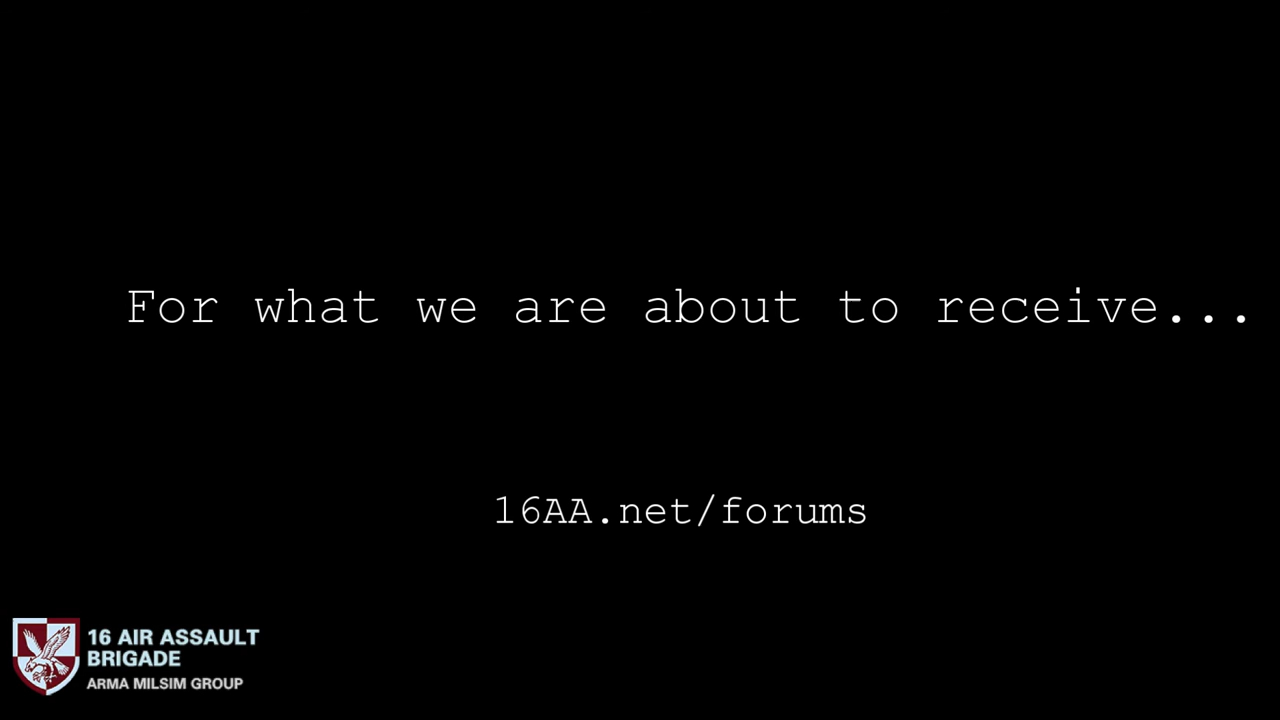 For what we are about to receive...
16AA.net/forums
16 AIR ASSAULT
BRIGADE
ARMA MILSIM GROUP